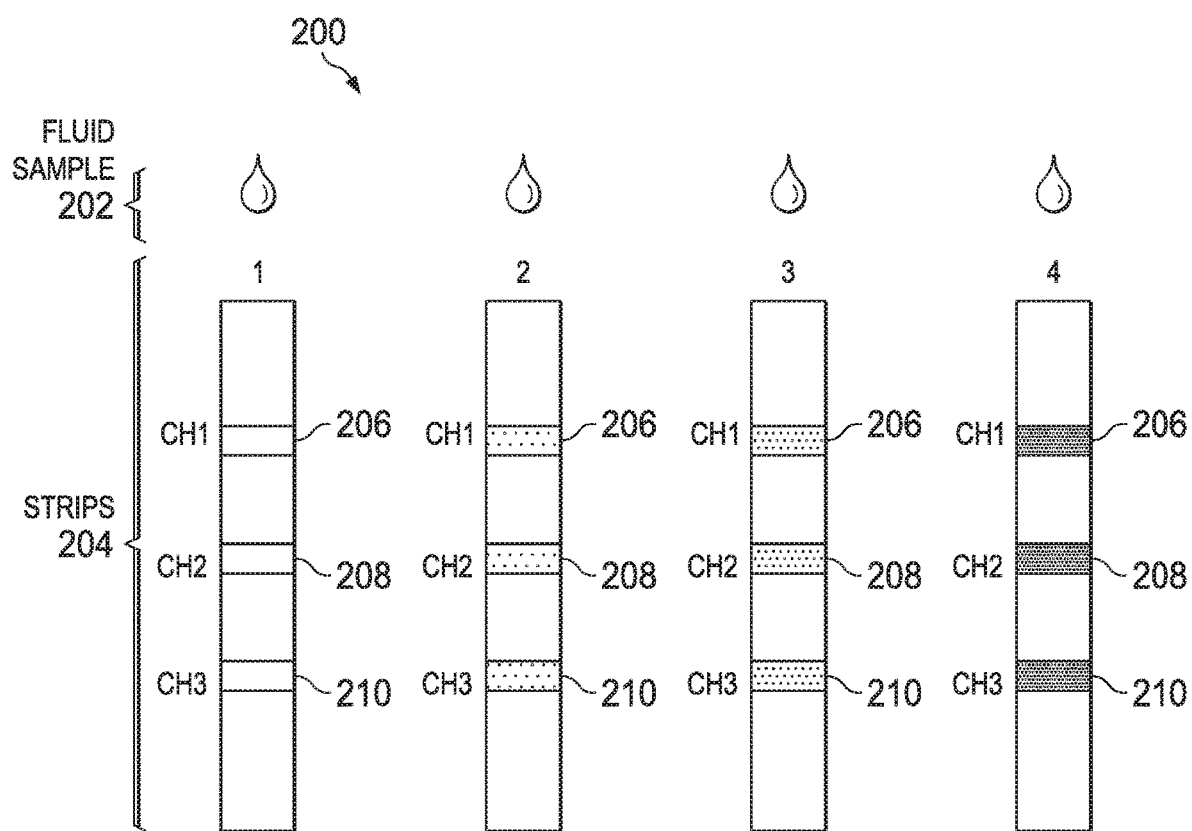 200
FLUID
SAMPLE
202
1 2 3 4
CH1 206 CH1 206 CH1 206 CH1 206
STRIPS
204
CH2 208 CH2 208 CH2 208 CH2 208
CH3 210 CH3 210 CH3 210 CH3 210